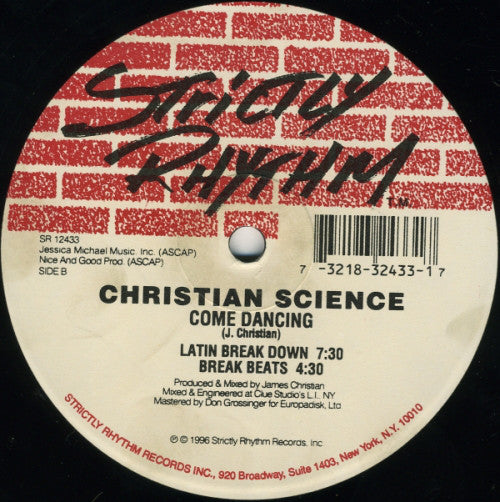 STRICTLY
RHYTHM T.M.
SR 12433
Jessica Michael Music. Inc. (ASCAP)
Nice And Good Prod. (ASCAP)
SIDE B
7 -3218-32433-1 7
CHRISTIAN SCIENCE
COME DANCING
(J. Christian)
LATIN BREAK DOWN 7:30
BREAK BEATS 4:30
Produced & Mixed by James Christian
Mixed & Engineered at Clue Studio's L.I. NY
Mastered by Don Grossinger for Europadisk, Ltd
℗ © 1996 Strictly Rhythm Records. Inc
STRICTLY RHYTHM RECORDS INC., 920 Broadway, Suite 1403, New York, N.Y. 10010